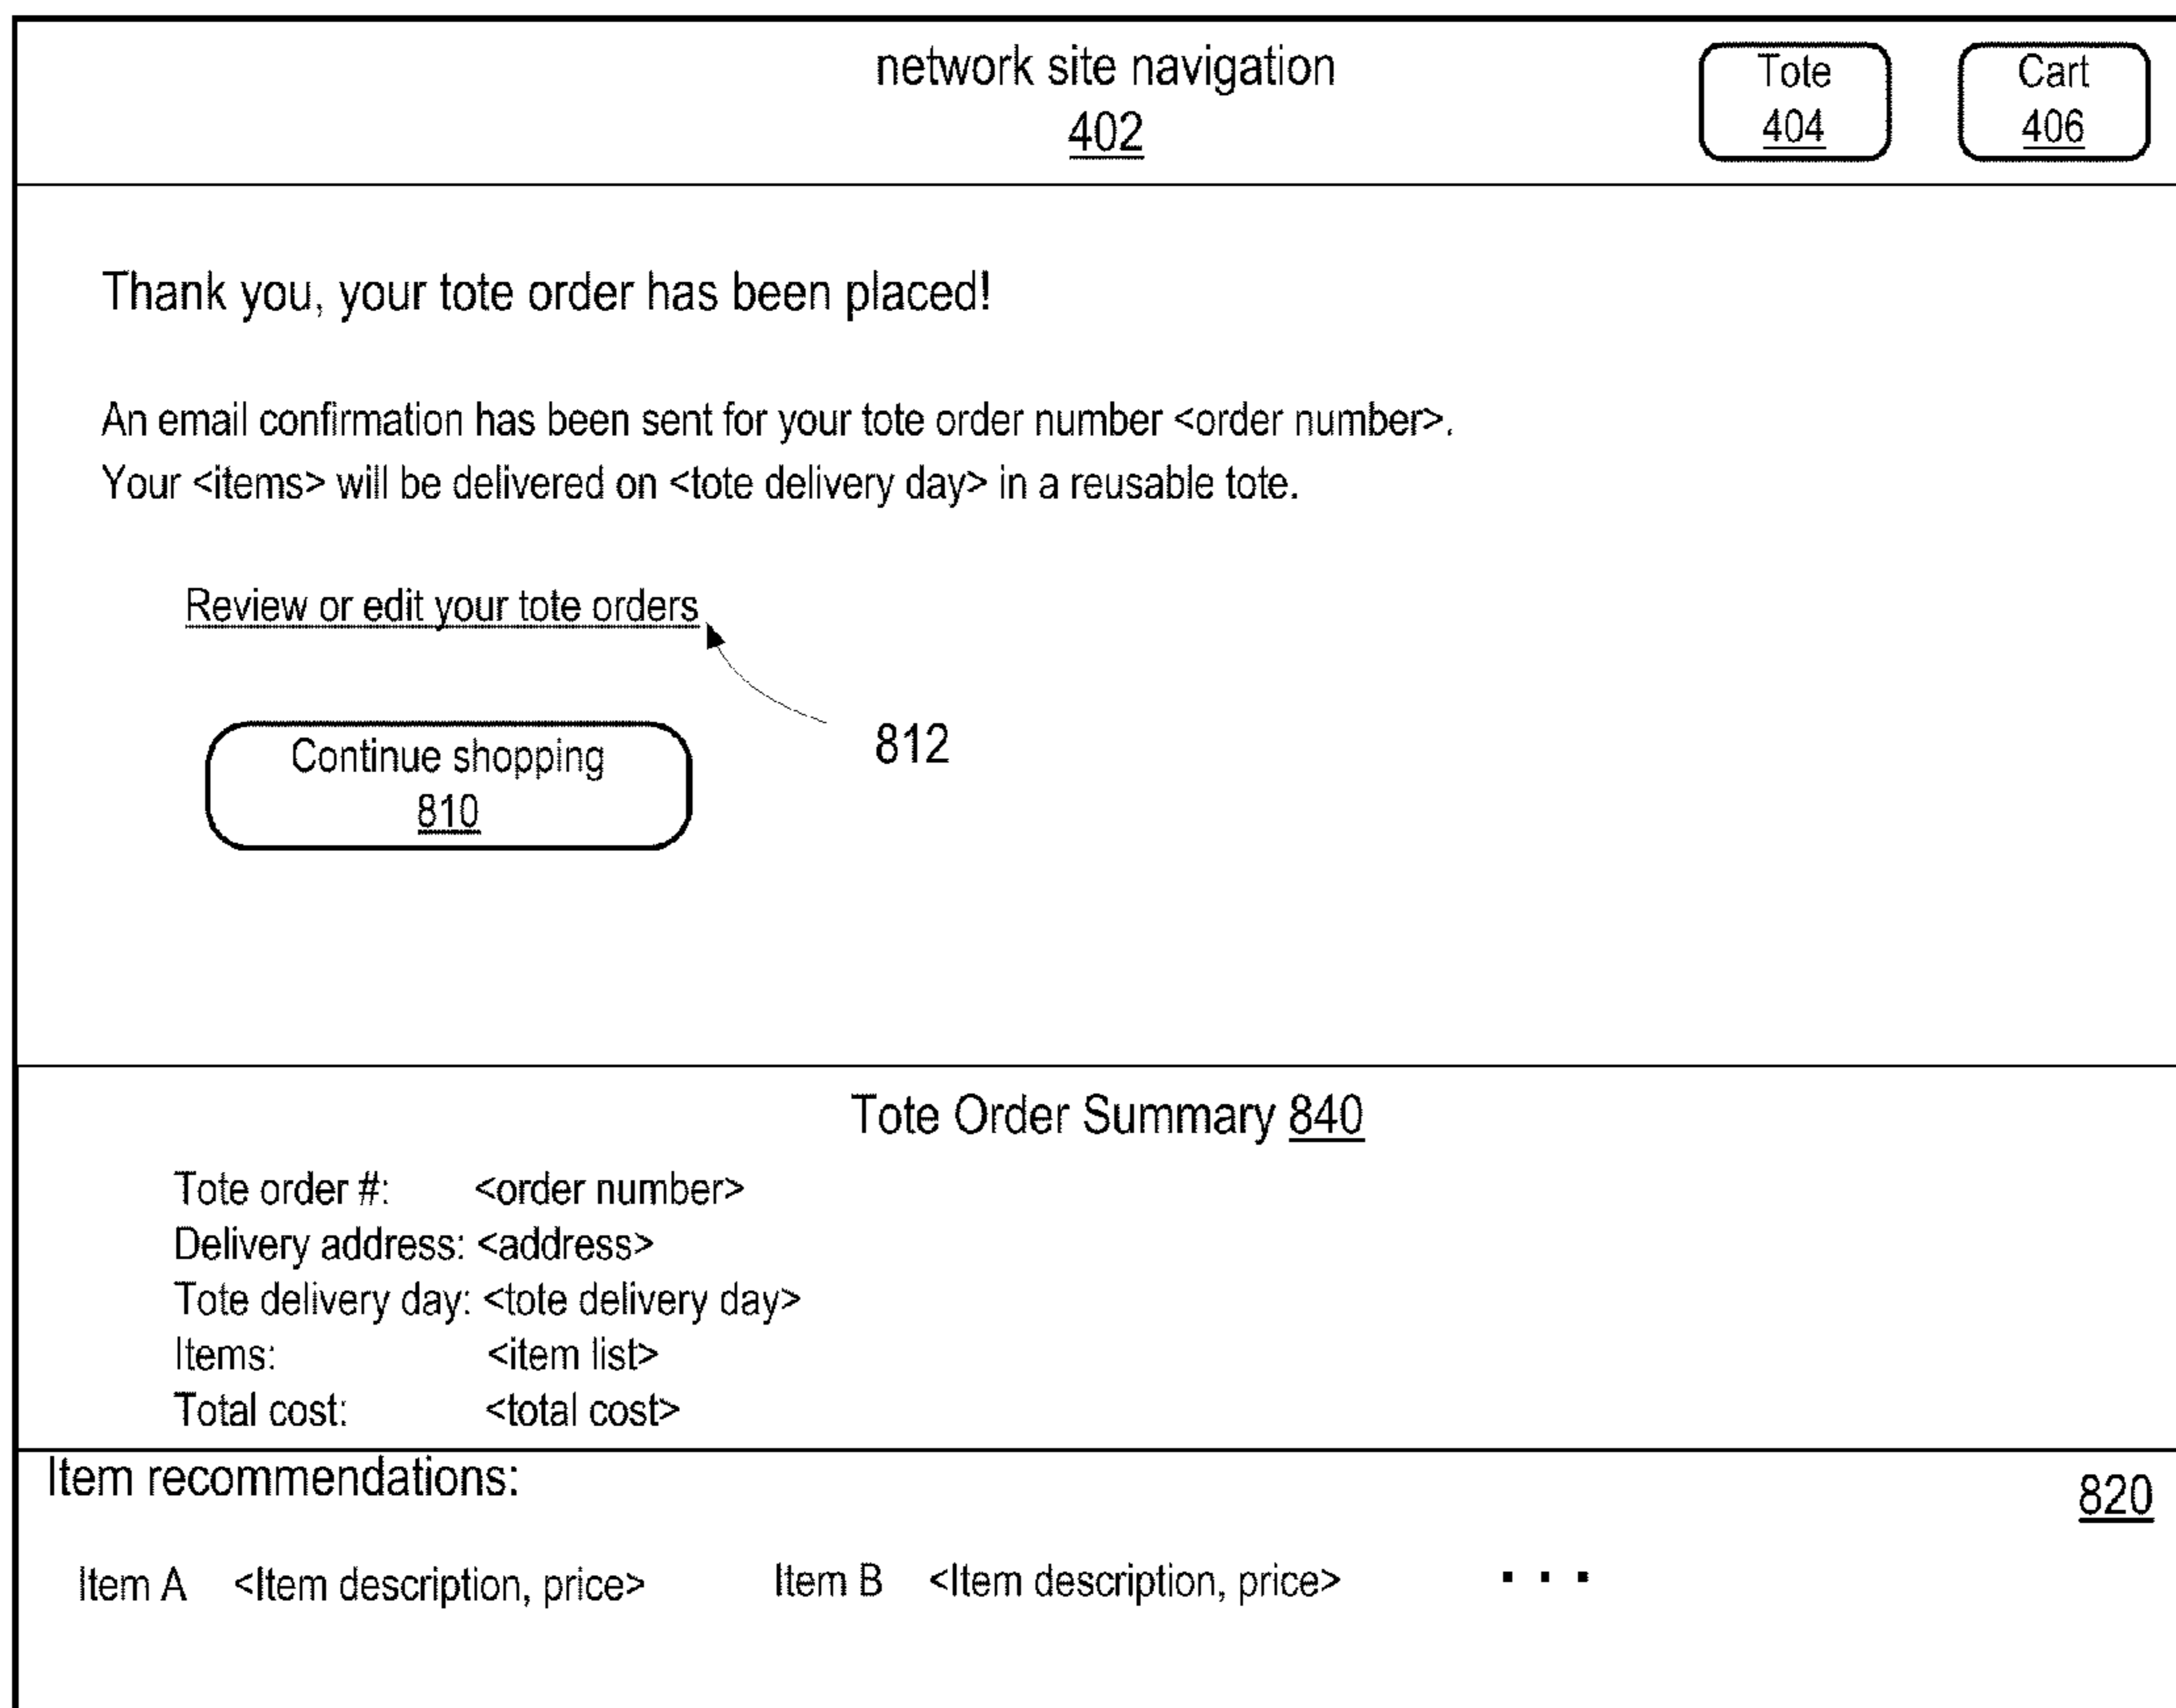 network site navigation
402
Tote
404
Cart
406
Thank you, your tote order has been placed!
An email confirmation has been sent for your tote order number <order number>.
Your <items> will be delivered on <tote delivery day> in a reusable tote.
Review or edit your tote orders
812
Continue shopping
810
Tote Order Summary 840
Tote order #: <order number>
Delivery address: <address>
Tote delivery day: <tote delivery day>
Items: <item list>
Total cost: <total cost>
Item recommendations:
820
Item A <Item description, price> Item B <Item description, price> . . .